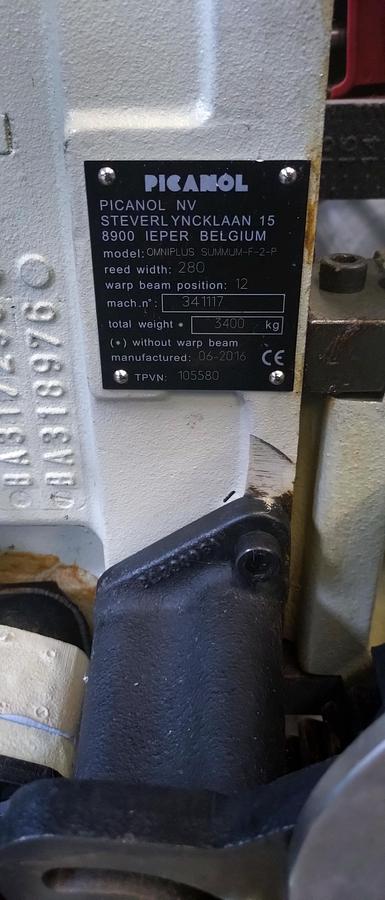 PICANOL
PICANOL NV
STEVERLYNCKLAAN 15
8900 IEPER BELGIUM
model: OMNIPLUS SUMMUM-F-2-P
reed width: 280
warp beam position: 12
mach.n°: 341117
total weight * 3400 kg
(*) without warp beam
manufactured: 06-2016 CE
TPVN: 105580